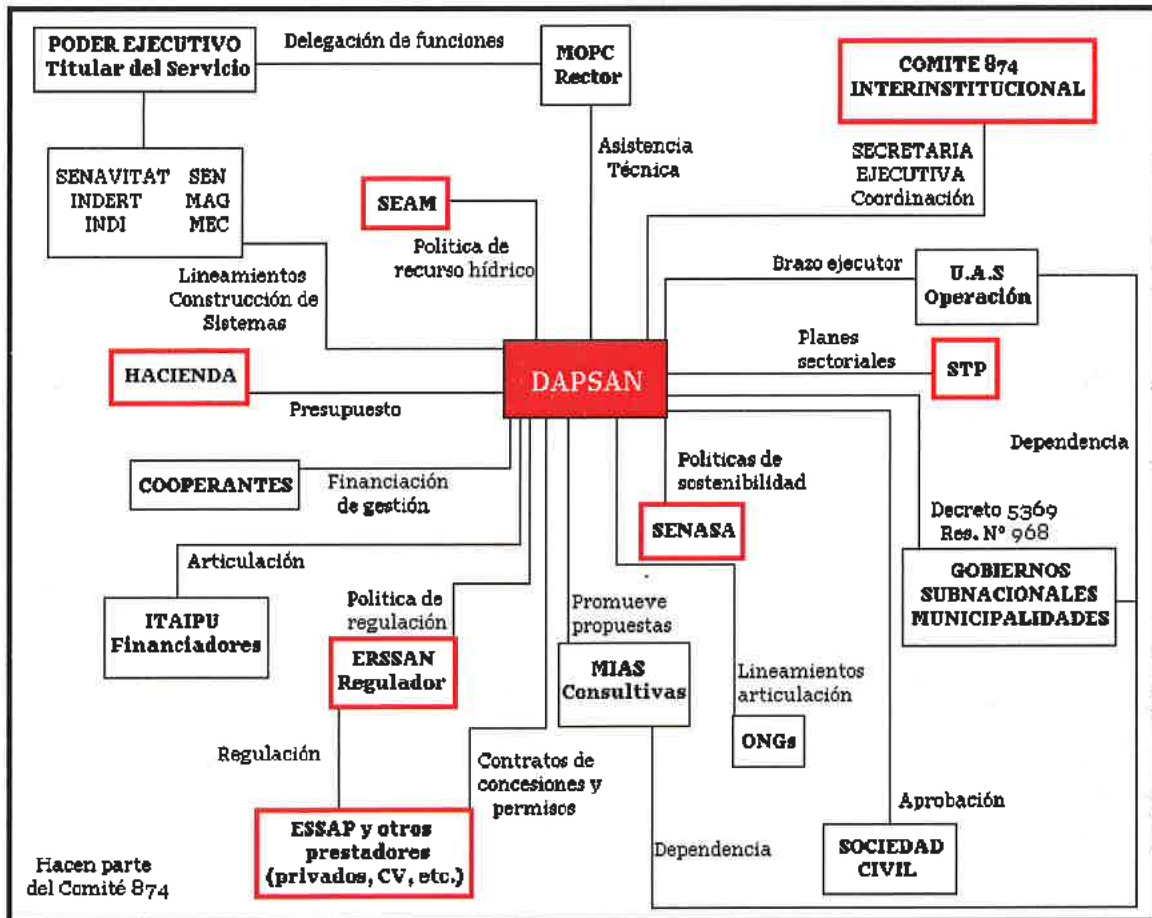 PODER EJECUTIVO
Titular del Servicio
Delegación de funciones
MOPC
Rector
COMITE 874
INTERINSTITUCIONAL
SENAVITAT SEN
INDERT MAG
INDI MEC
Asistencia
Técnica
SECRETARIA
EJECUTIVA
Coordinación
SEAM
Politica de
recurso hídrico
Lineamientos
Construcción de
Sistemas
Brazo ejecutor
U.A.S
Operación
Planes
sectoriales
STP
HACIENDA
DAPSAN
Presupuesto
Dependencia
COOPERANTES
Financiación
de gestión
Politicas de
sostenibilidad
SENASA
Decreto 5369
Res. Nº 968
GOBIERNOS
SUBNACIONALES
MUNICIPALIDADES
Articulación
ITAIPU
Financiadores
Politica de
regulación
ERSSAN
Regulador
Promueve
propuestas
MIAS
Consultivas
Lineamientos
articulación
ONGs
Regulación
Contratos de
concesiones y
permisos
ESSAP y otros
prestadores
(privados, CV, etc.)
Dependencia
Aprobación
SOCIEDAD
CIVIL
Hacen parte
del Comité 874